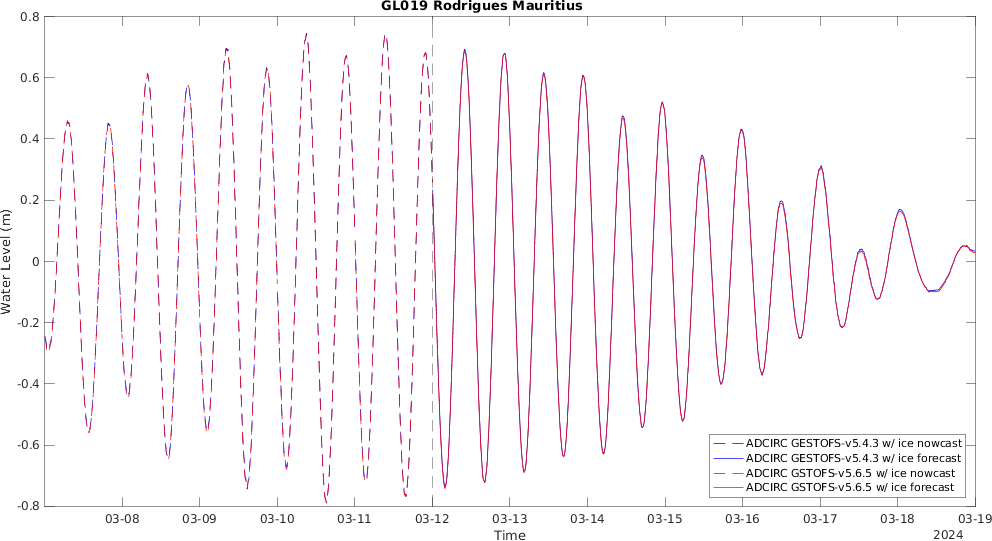 GL019 Rodrigues Mauritius
0.8
0.6
0.4
0.2
0
-0.2
-0.4
-0.6
-0.8
Water Level (m)
ADCIRC GESTOFS-v5.4.3 w/ ice nowcast
ADCIRC GESTOFS-v5.4.3 w/ ice forecast
ADCIRC GSTOFS-v5.6.5 w/ ice nowcast
ADCIRC GSTOFS-v5.6.5 w/ ice forecast
03-08 03-09 03-10 03-11 03-12 03-13 03-14 03-15 03-16 03-17 03-18 03-19
Time
2024